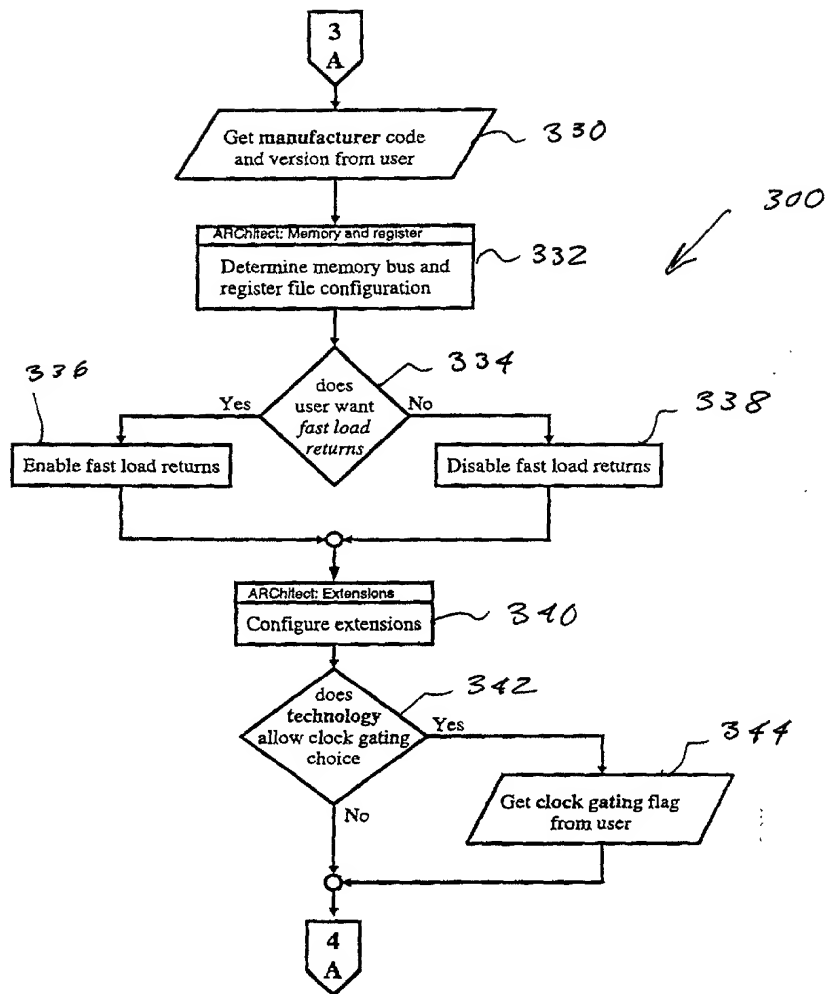 3
A
Get manufacturer code
and version from user
330
300
ARChitect: Memory and register
Determine memory bus and
register file configuration
332
334
does
user want
fast load
returns
Yes
No
336
338
Enable fast load returns
Disable fast load returns
ARChitect: Extensions
Configure extensions
340
342
does
technology
allow clock gating
choice
Yes
No
344
Get clock gating flag
from user
4
A